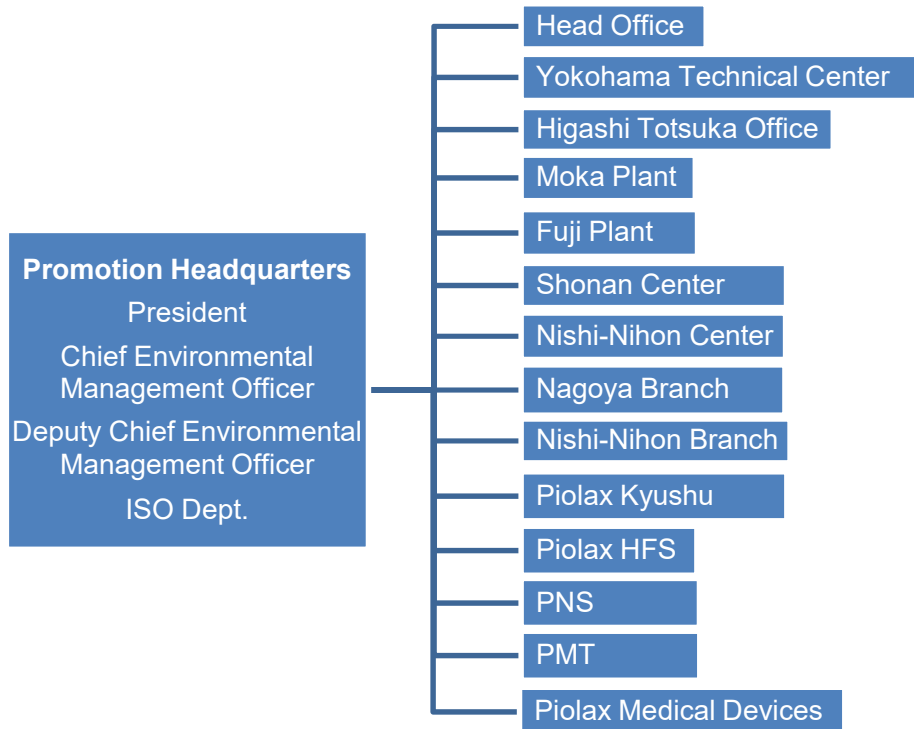 Promotion Headquarters
President
Chief Environmental
Management Officer
Deputy Chief Environmental
Management Officer
ISO Dept.
Head Office
Yokohama Technical Center
Higashi Totsuka Office
Moka Plant
Fuji Plant
Shonan Center
Nishi-Nihon Center
Nagoya Branch
Nishi-Nihon Branch
Piolax Kyushu
Piolax HFS
PNS
PMT
Piolax Medical Devices